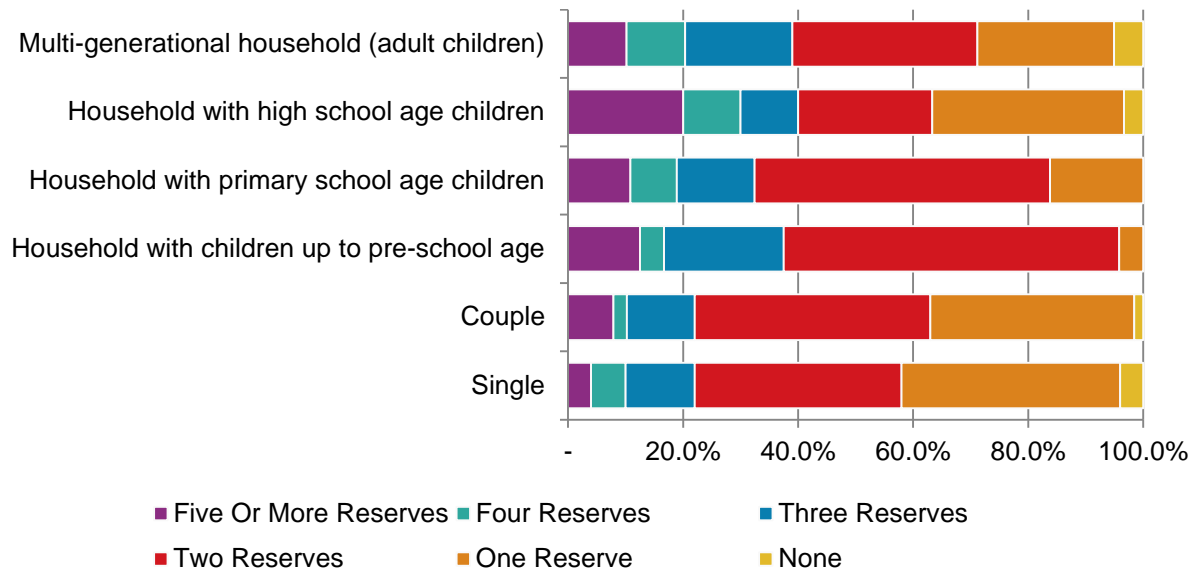 Multi-generational household (adult children)
Household with high school age children
Household with primary school age children
Household with children up to pre-school age
Couple
Single
- 20.0% 40.0% 60.0% 80.0% 100.0%
Five Or More Reserves Four Reserves Three Reserves
Two Reserves One Reserve None